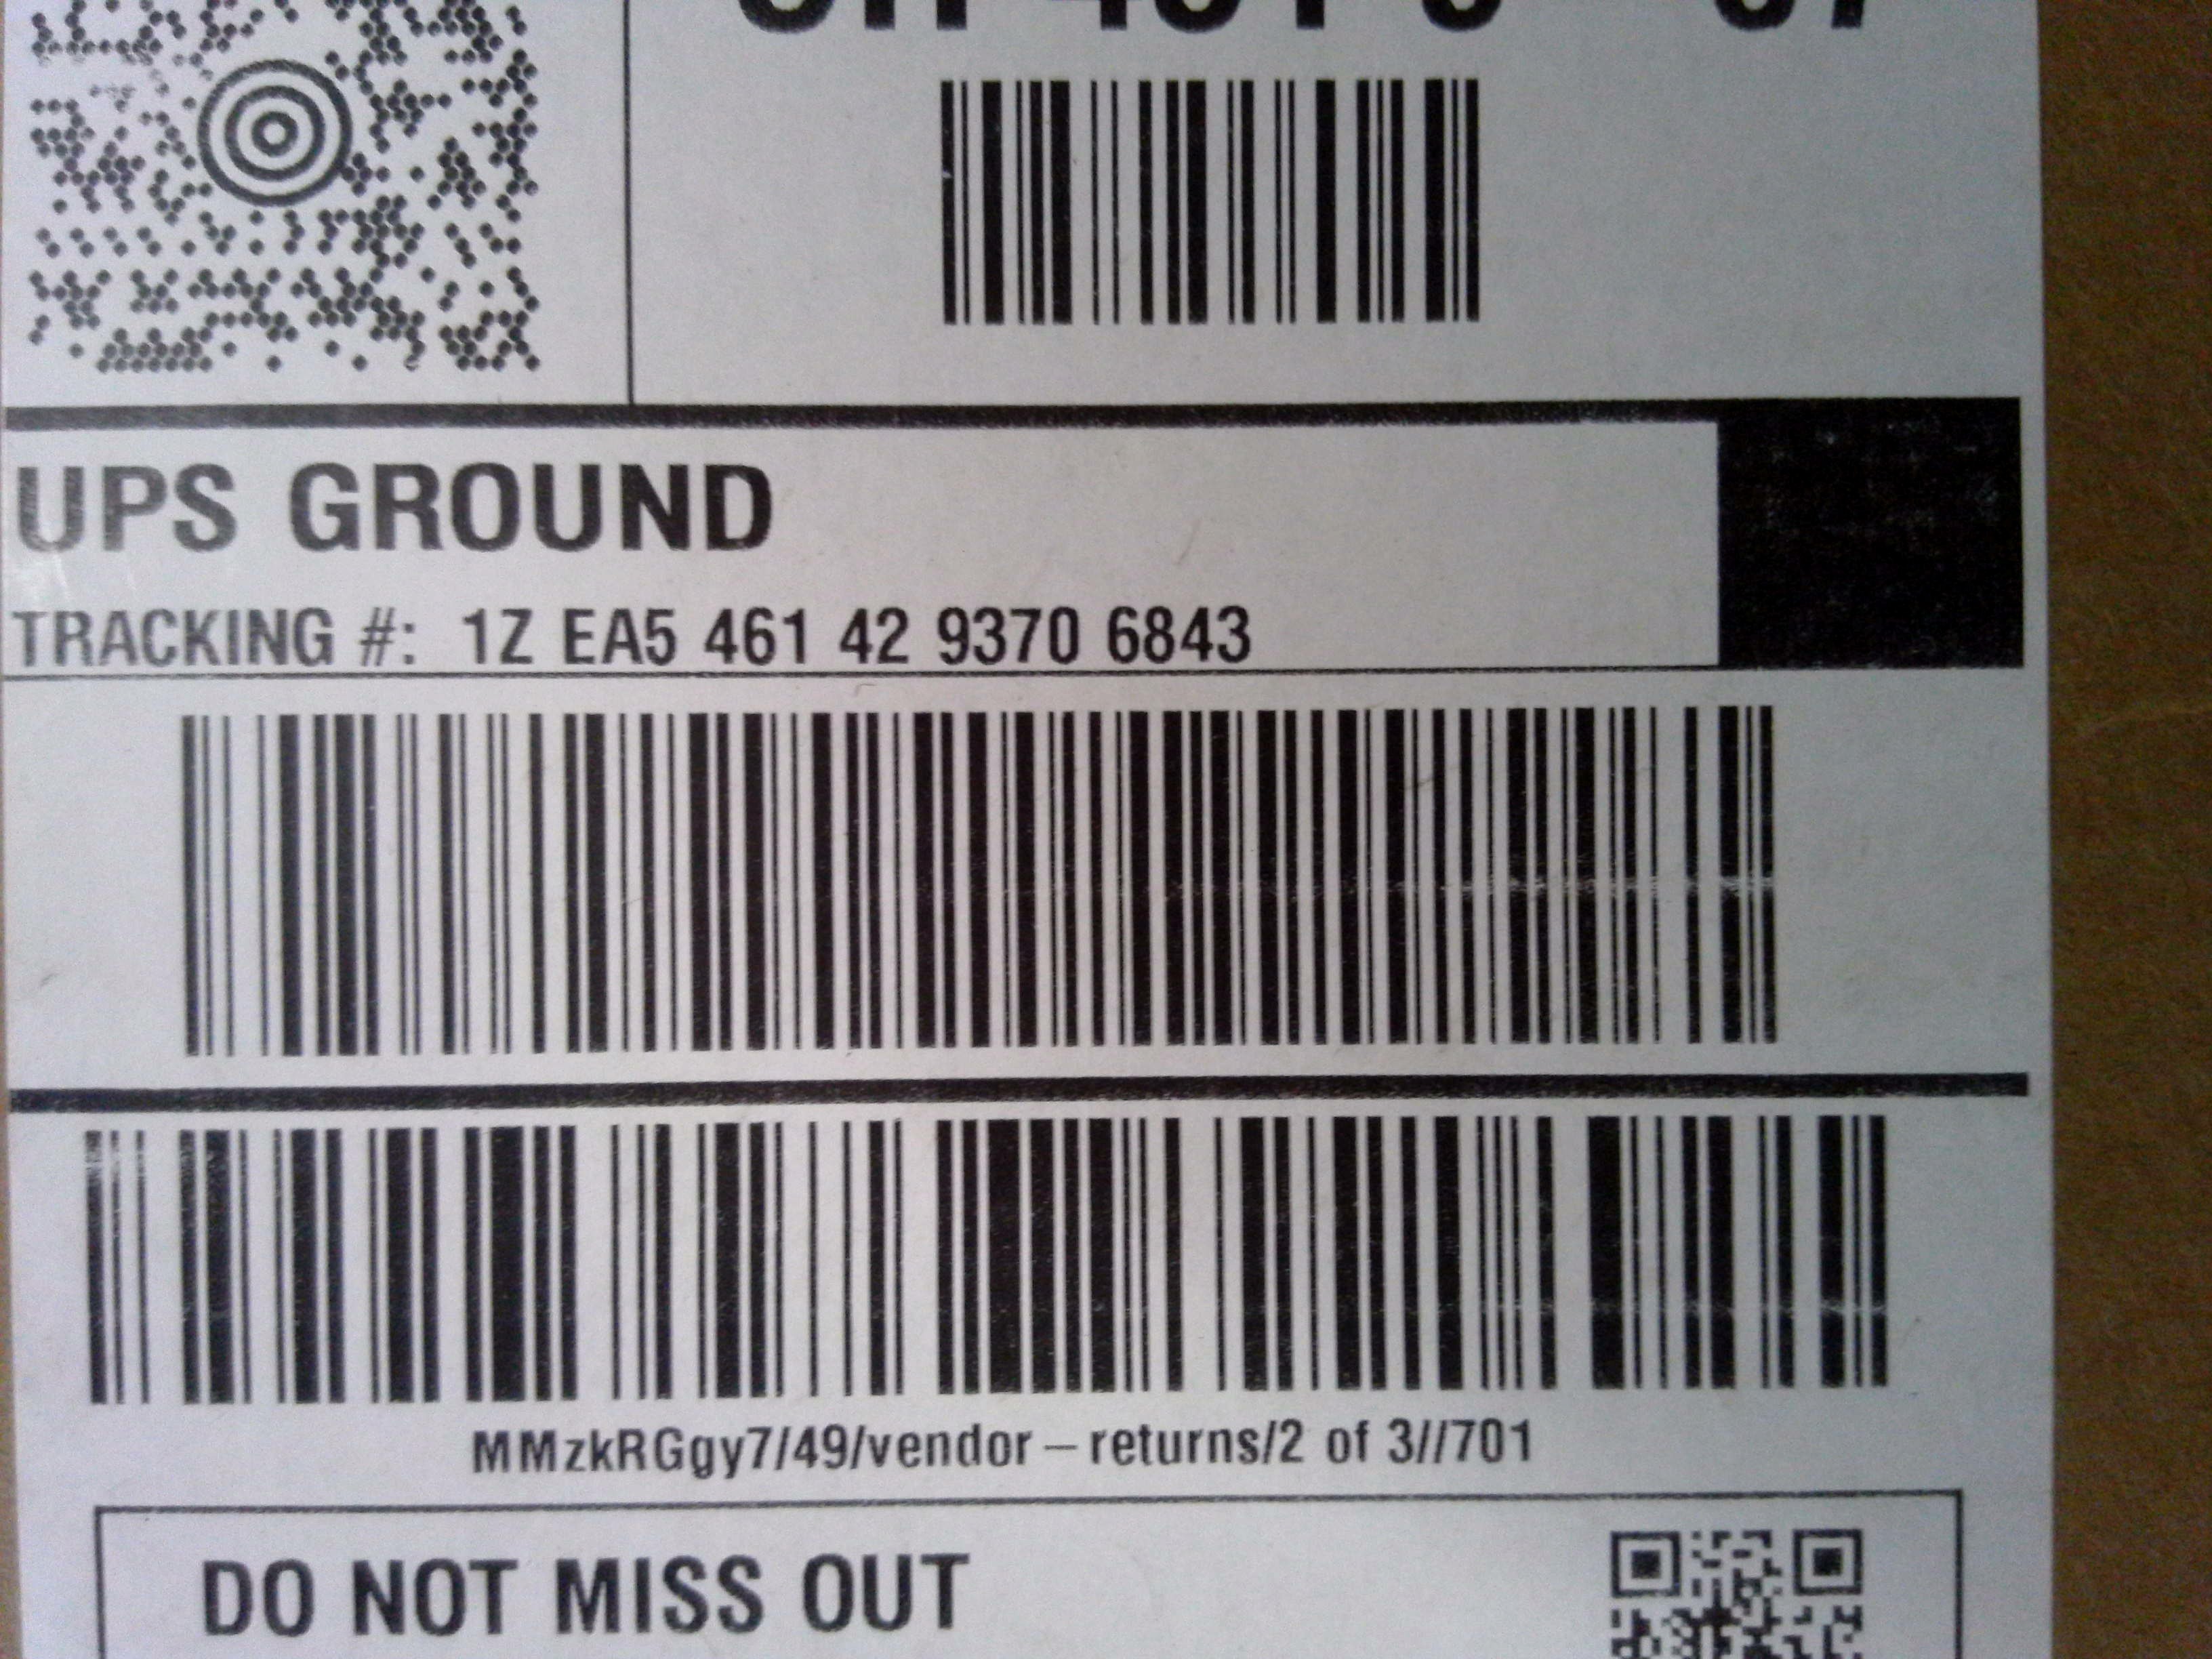 UPS GROUND
TRACKING #: 1Z EA5 461 42 9370 6843
MMzkRGgy7/49/vendor – returns/2 of 3//701
DO NOT MISS OUT